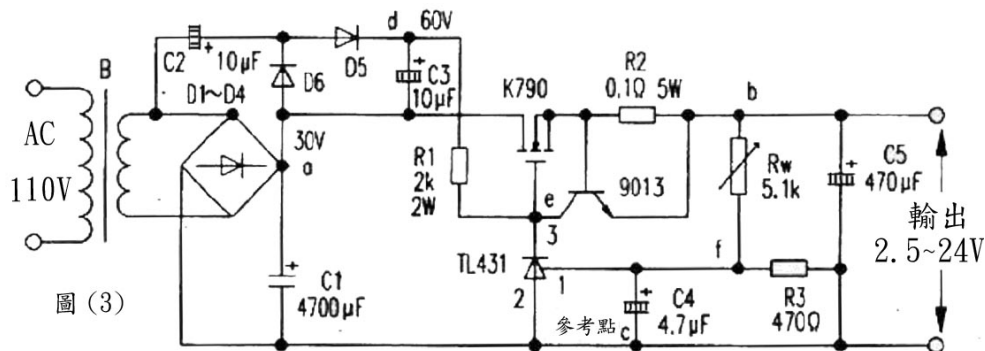 d 60V
C2 + 10μF
D5
B
D6
+ C3 10μF
K790
R2
0.1Ω 5W
b
D1~D4
AC
110V
30V
a
R1
2k
2W
Rw
5.1k
+
C5
470μF
e
9013
3
輸出
2.5~24V
TL431
1
f
2
+
C1
4700μF
圖(3)
參考點
c
+
C4
4.7μF
R3
470Ω